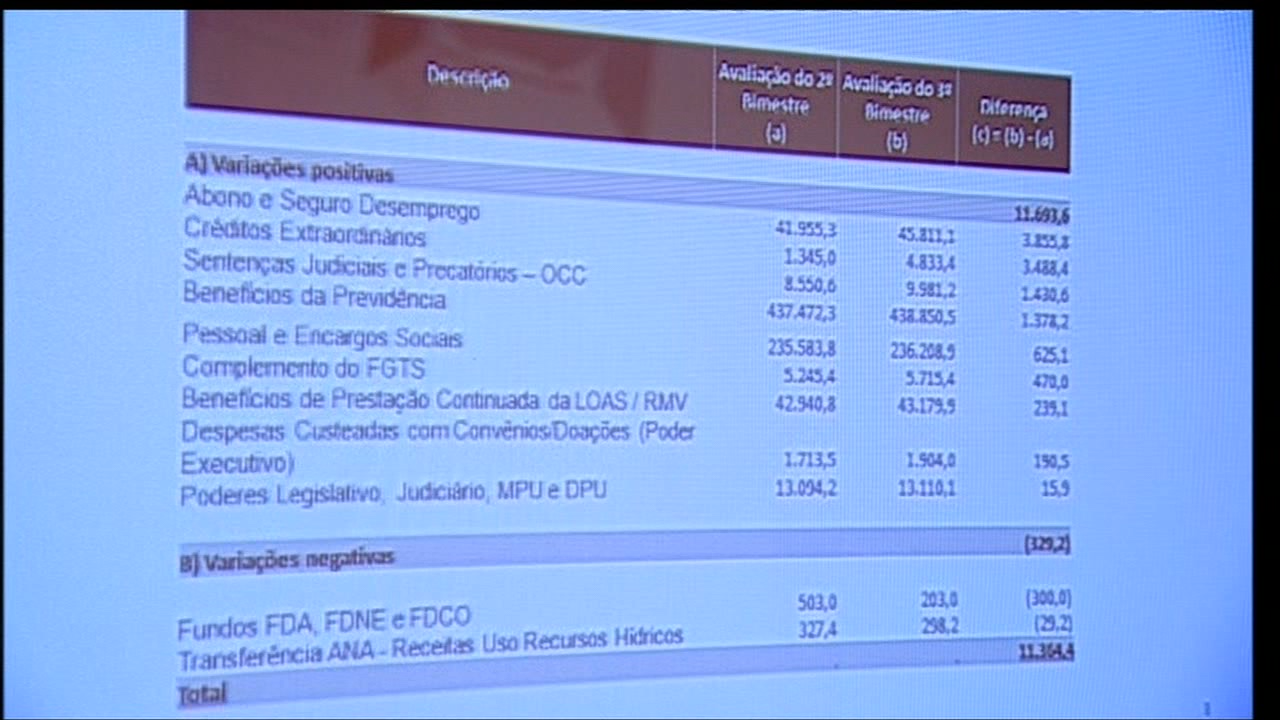 Descrição Avaliação do 2º Bimestre (a) Avaliação do 3º Bimestre (b) Diferença (c) = (b) - (a)
A) Variações positivas 11.693,6
Abono e Seguro Desemprego 41.955,3 45.811,1 3.855,8
Créditos Extraordinários 1.345,0 4.833,4 3.488,4
Sentenças Judiciais e Precatórios – OCC 8.550,6 9.981,2 1.430,6
Benefícios da Previdência 437.472,3 438.850,5 1.378,2
Pessoal e Encargos Sociais 235.583,8 236.208,9 625,1
Complemento do FGTS 5.245,4 5.715,4 470,0
Benefícios de Prestação Continuada da LOAS / RMV 42.940,8 43.179,9 239,1
Despesas Custeadas com Convênios/Doações (Poder
Executivo) 1.713,5 1.904,0 190,5
Poderes Legislativo, Judiciário, MPU e DPU 13.094,2 13.110,1 15,9
B) Variações negativas (329,2)
Fundos FDA, FDNE e FDCO 503,0 203,0 (300,0)
Transferência ANA - Receitas Uso Recursos Hídricos 327,4 298,2 (29,2)
Total 11.364,4